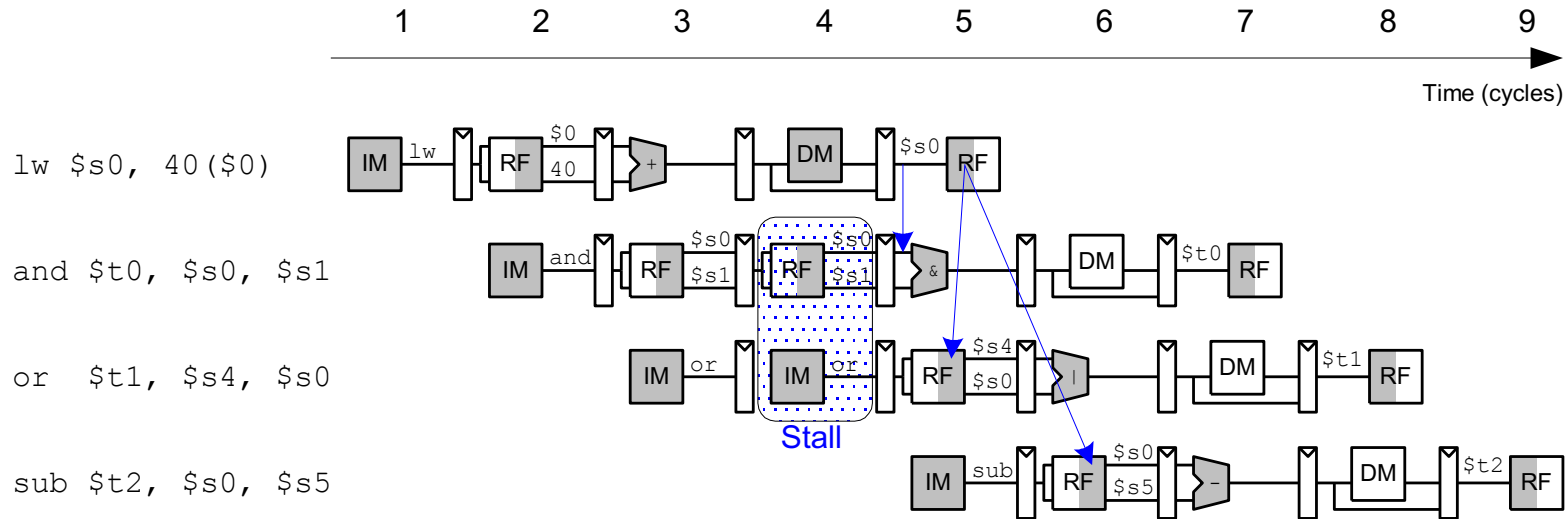 1 2 3 4 5 6 7 8 9
Time (cycles)
lw $s0, 40($0) IM lw RF $0 40 + DM $s0 RF
and $t0, $s0, $s1 IM and RF $s0 $s1 RF $s0 $s1 & DM $t0 RF
or $t1, $s4, $s0 IM or IM or RF $s4 $s0 | DM $t1 RF
Stall
sub $t2, $s0, $s5 IM sub RF $s0 $s5 - DM $t2 RF